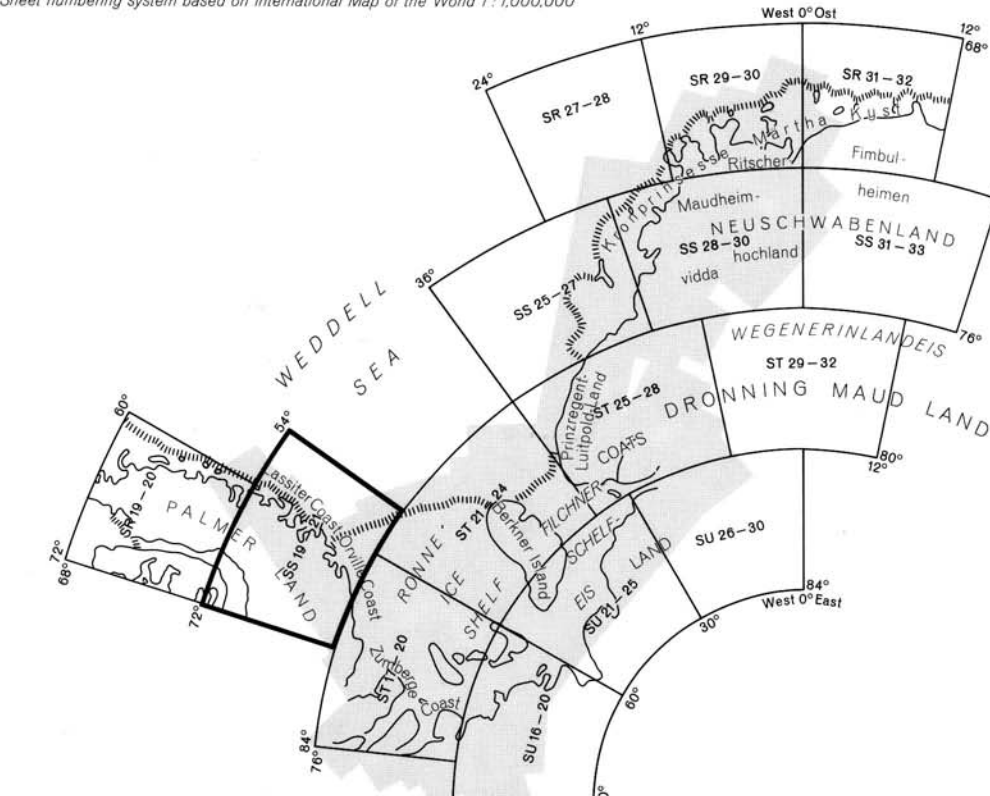 Sheet numbering system based on International Map of the World 1 : 1,000,000
West 0° Ost
12°
12°
68°
24°
SR 27–28
SR 29–30
SR 31–32
Kronprinsesse Märtha Kyst
Ritscher
Fimbul-
heimen
Maudheim-
NEUSCHWABENLAND
SS 28–30
hochland
SS 31–33
vidda
36°
SS 25–27
WEDDELL
SEA
76°
WEGENERINLANDEIS
ST 29–32
DRONNING MAUD LAND
80°
12°
Prinzregent-
Luitpold-Land
ST 25–28
COATS
LAND
60°
54°
Lassiter Coast
SR 19–20
PALMER
LAND
SS 19–21
Orville Coast
72°
68°
72°
RONNE
ICE
SHELF
ST 21–24
Berkner Island
FILCHNER
SCHELF-
EIS
SU 21–25
SU 26–30
84°
West 0° East
30°
60°
Zumberge
Coast
ST 17–20
SU 16–20
84°
76°